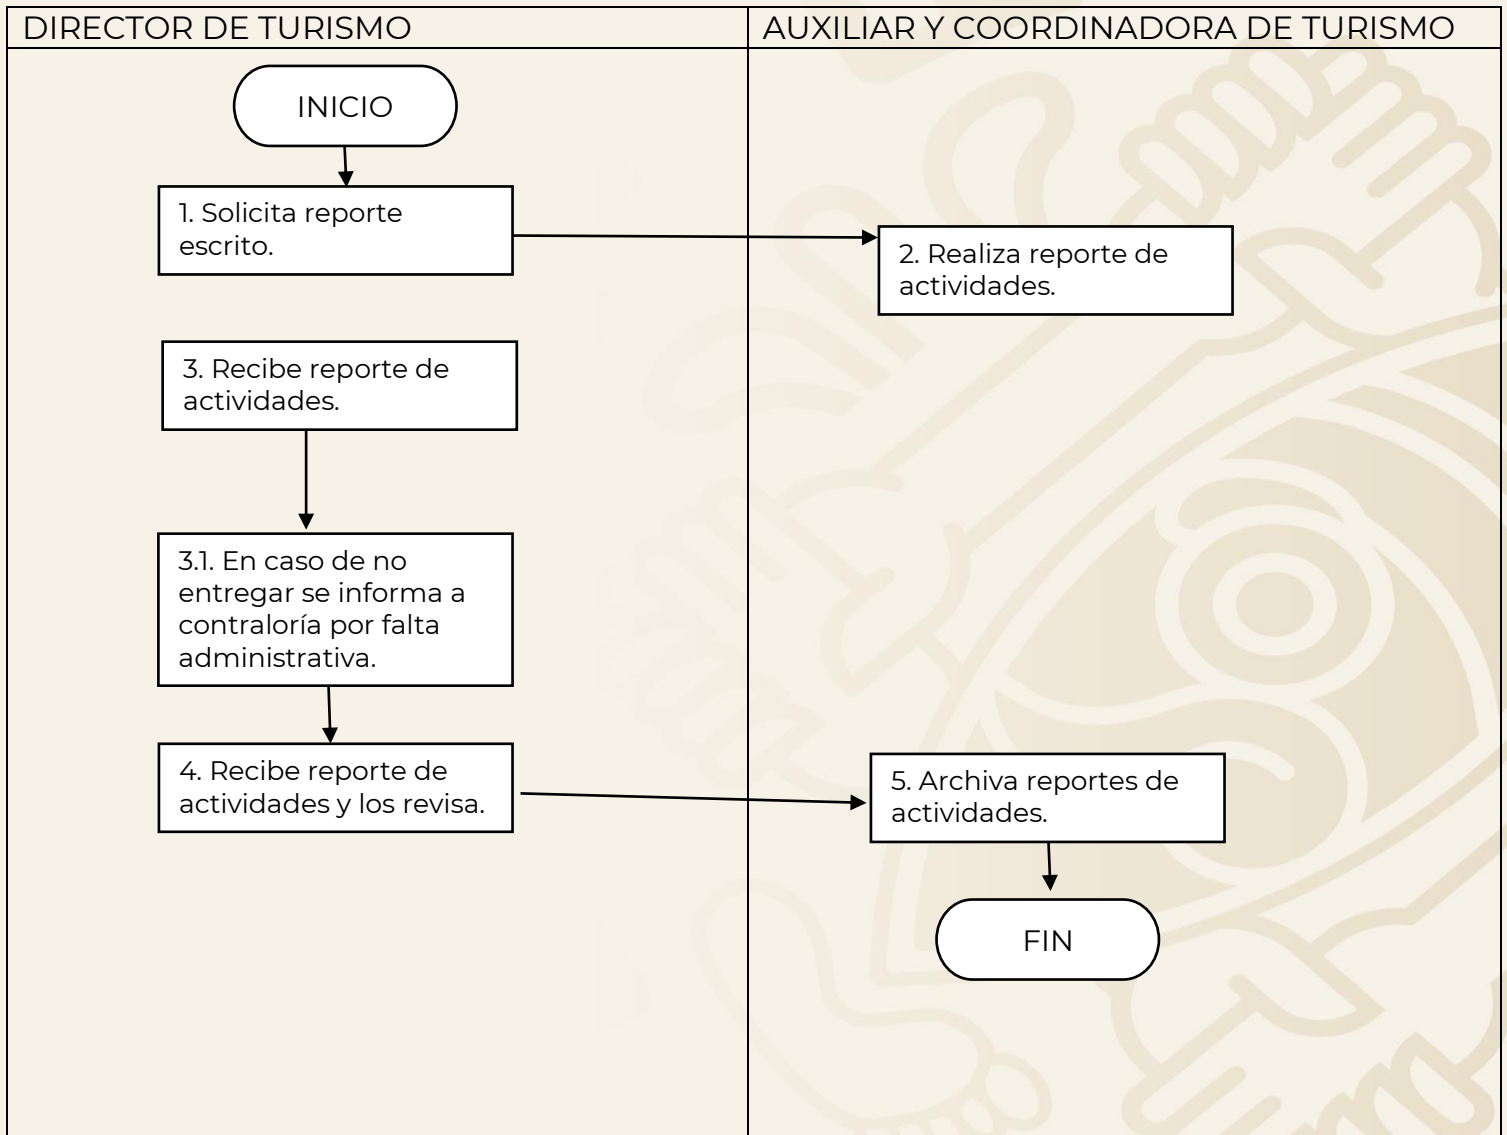 DIRECTOR DE TURISMO
AUXILIAR Y COORDINADORA DE TURISMO
INICIO
1. Solicita reporte
escrito.
2. Realiza reporte de
actividades.
3. Recibe reporte de
actividades.
3.1. En caso de no
entregar se informa a
contraloría por falta
administrativa.
4. Recibe reporte de
actividades y los revisa.
5. Archiva reportes de
actividades.
FIN